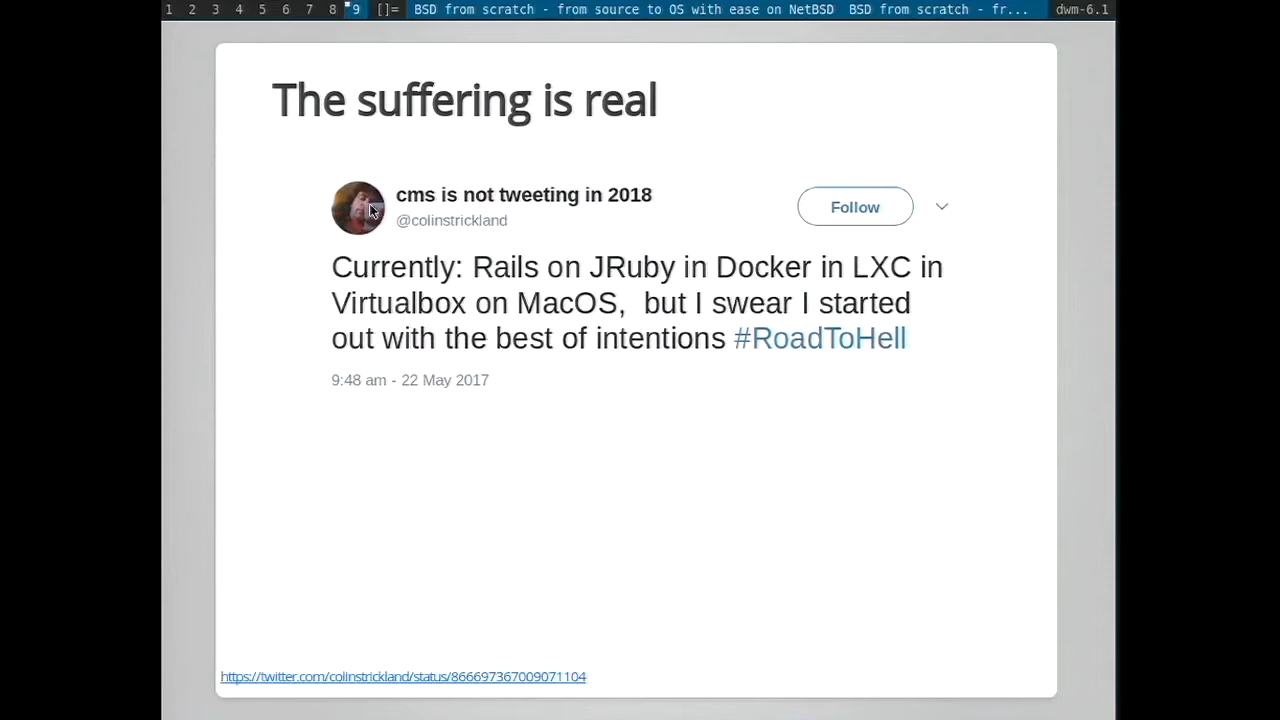 1 2 3 4 5 6 7 8 9 []= BSD from scratch - from source to OS with ease on NetBSD BSD from scratch - fr... dwm-6.1
The suffering is real
cms is not tweeting in 2018
@colinstrickland
Follow
Currently: Rails on JRuby in Docker in LXC in
Virtualbox on MacOS, but I swear I started
out with the best of intentions #RoadToHell
9:48 am - 22 May 2017
https://twitter.com/colinstrickland/status/866697367009071104